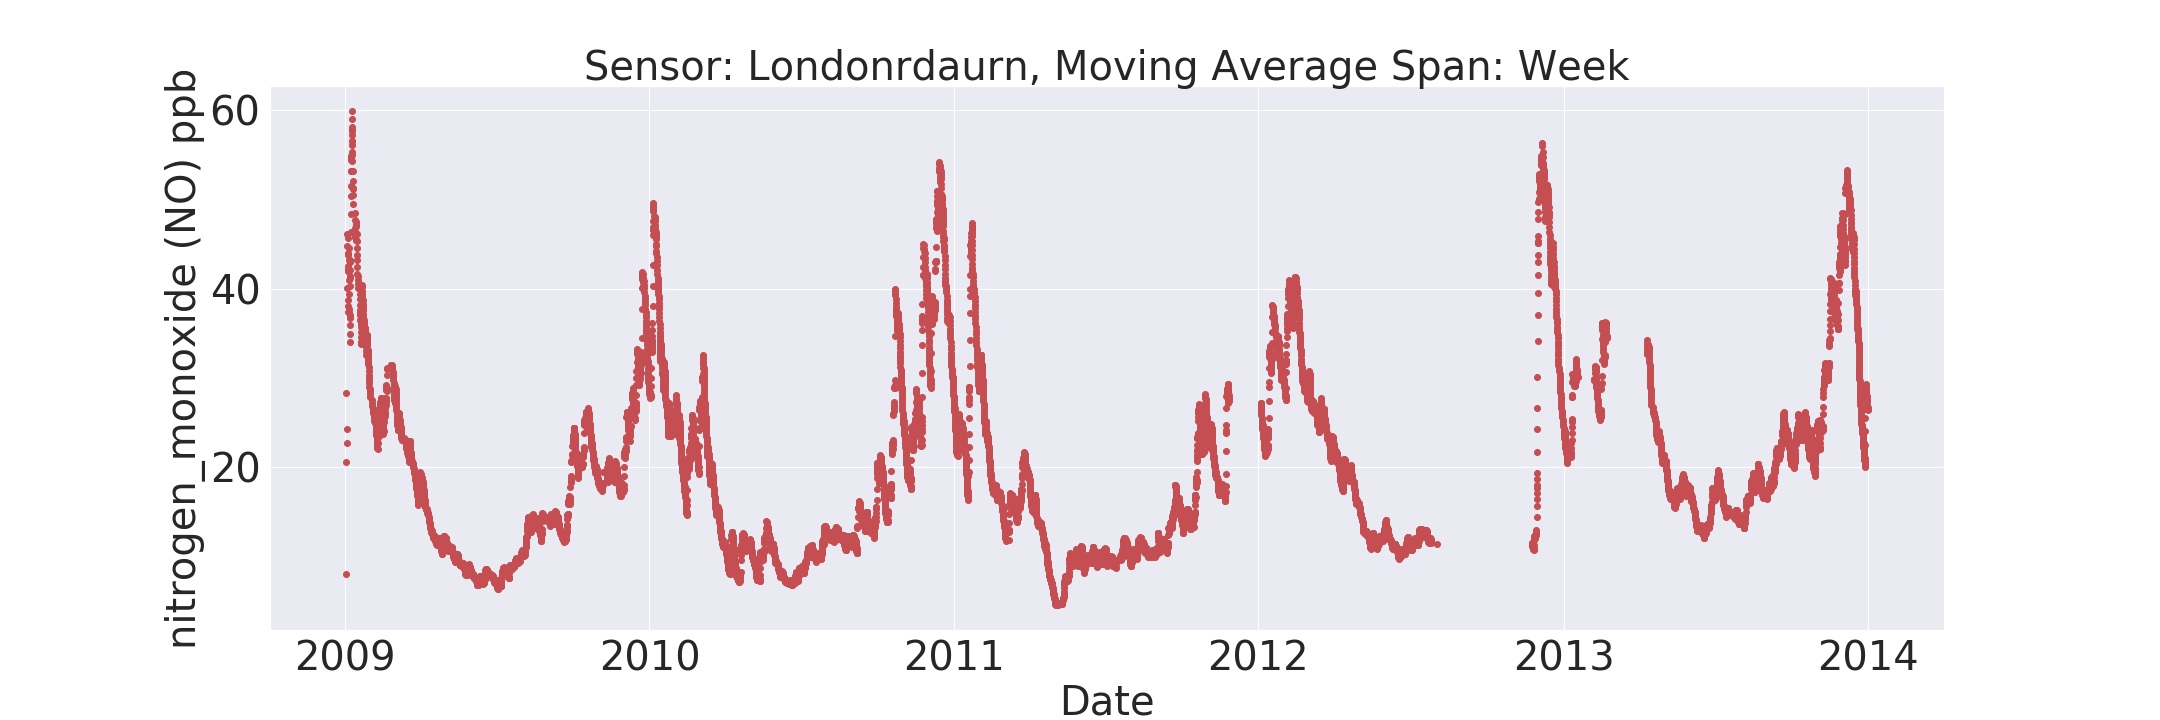 Sensor: Londonrdaurn, Moving Average Span: Week
nitrogen_monoxide (NO) ppb
60
40
20
2009 2010 2011 2012 2013 2014
Date